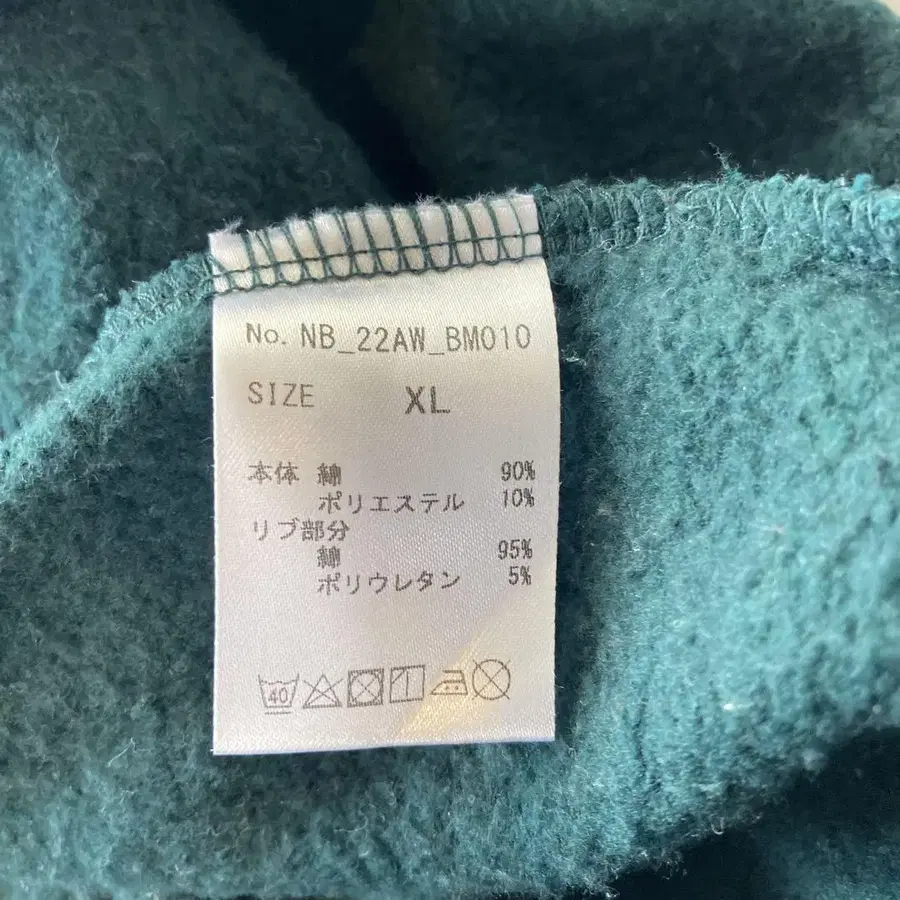 No. NB_22AW_BM010
SIZE XL
本体 綿 90%
ポリエステル 10%
リブ部分
綿 95%
ポリウレタン 5%
40